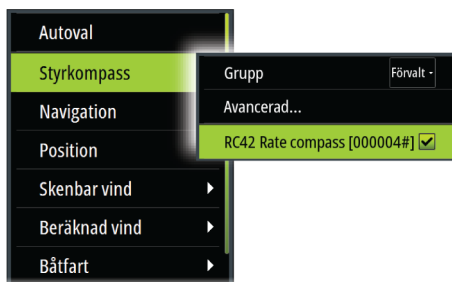 Autoval
Styrkompass
Navigation
Position
Skenbar vind
Beräknad vind
Båtfart
Grupp
Förvalt
Avancerad...
RC42 Rate compass [000004#]